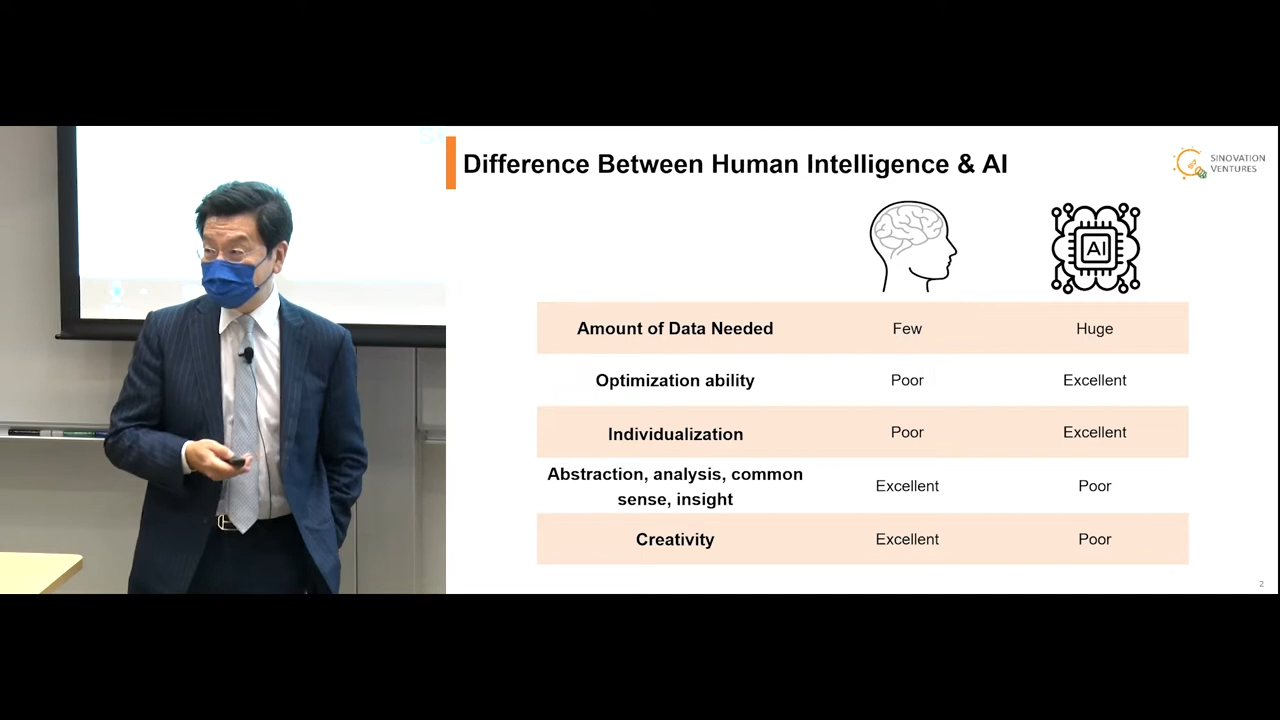 Difference Between Human Intelligence & AI
SINOVATION
VENTURES
AI
Amount of Data Needed Few Huge
Optimization ability Poor Excellent
Individualization Poor Excellent
Abstraction, analysis, common
sense, insight Excellent Poor
Creativity Excellent Poor
2